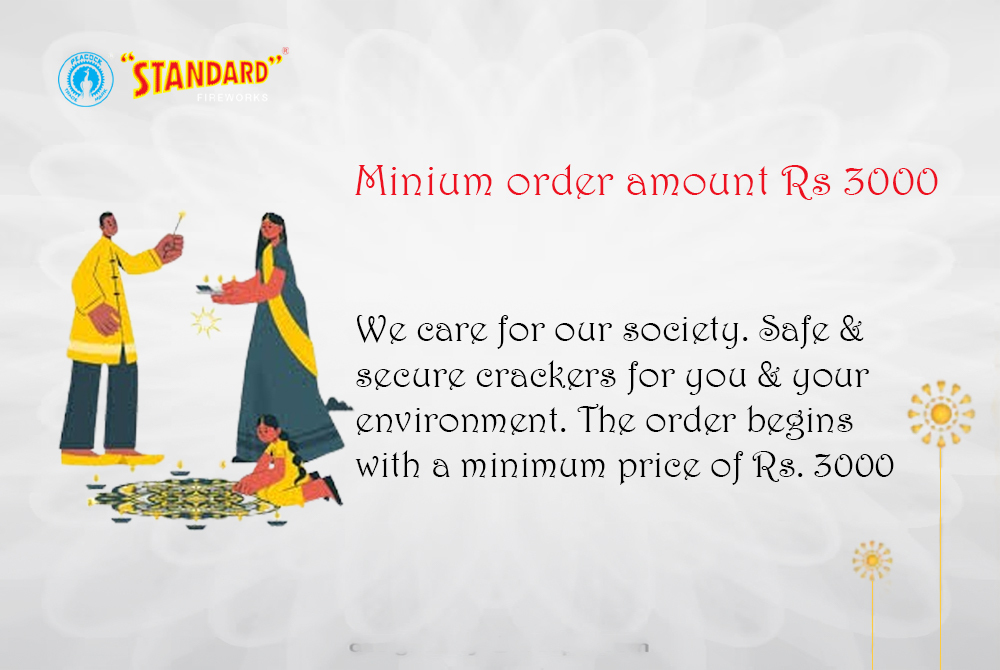 PEACOCK
"STANDARD"®
FIREWORKS
Minium order amount Rs 3000
We care for our society. Safe &
secure crackers for you & your
environment. The order begins
with a minimum price of Rs. 3000